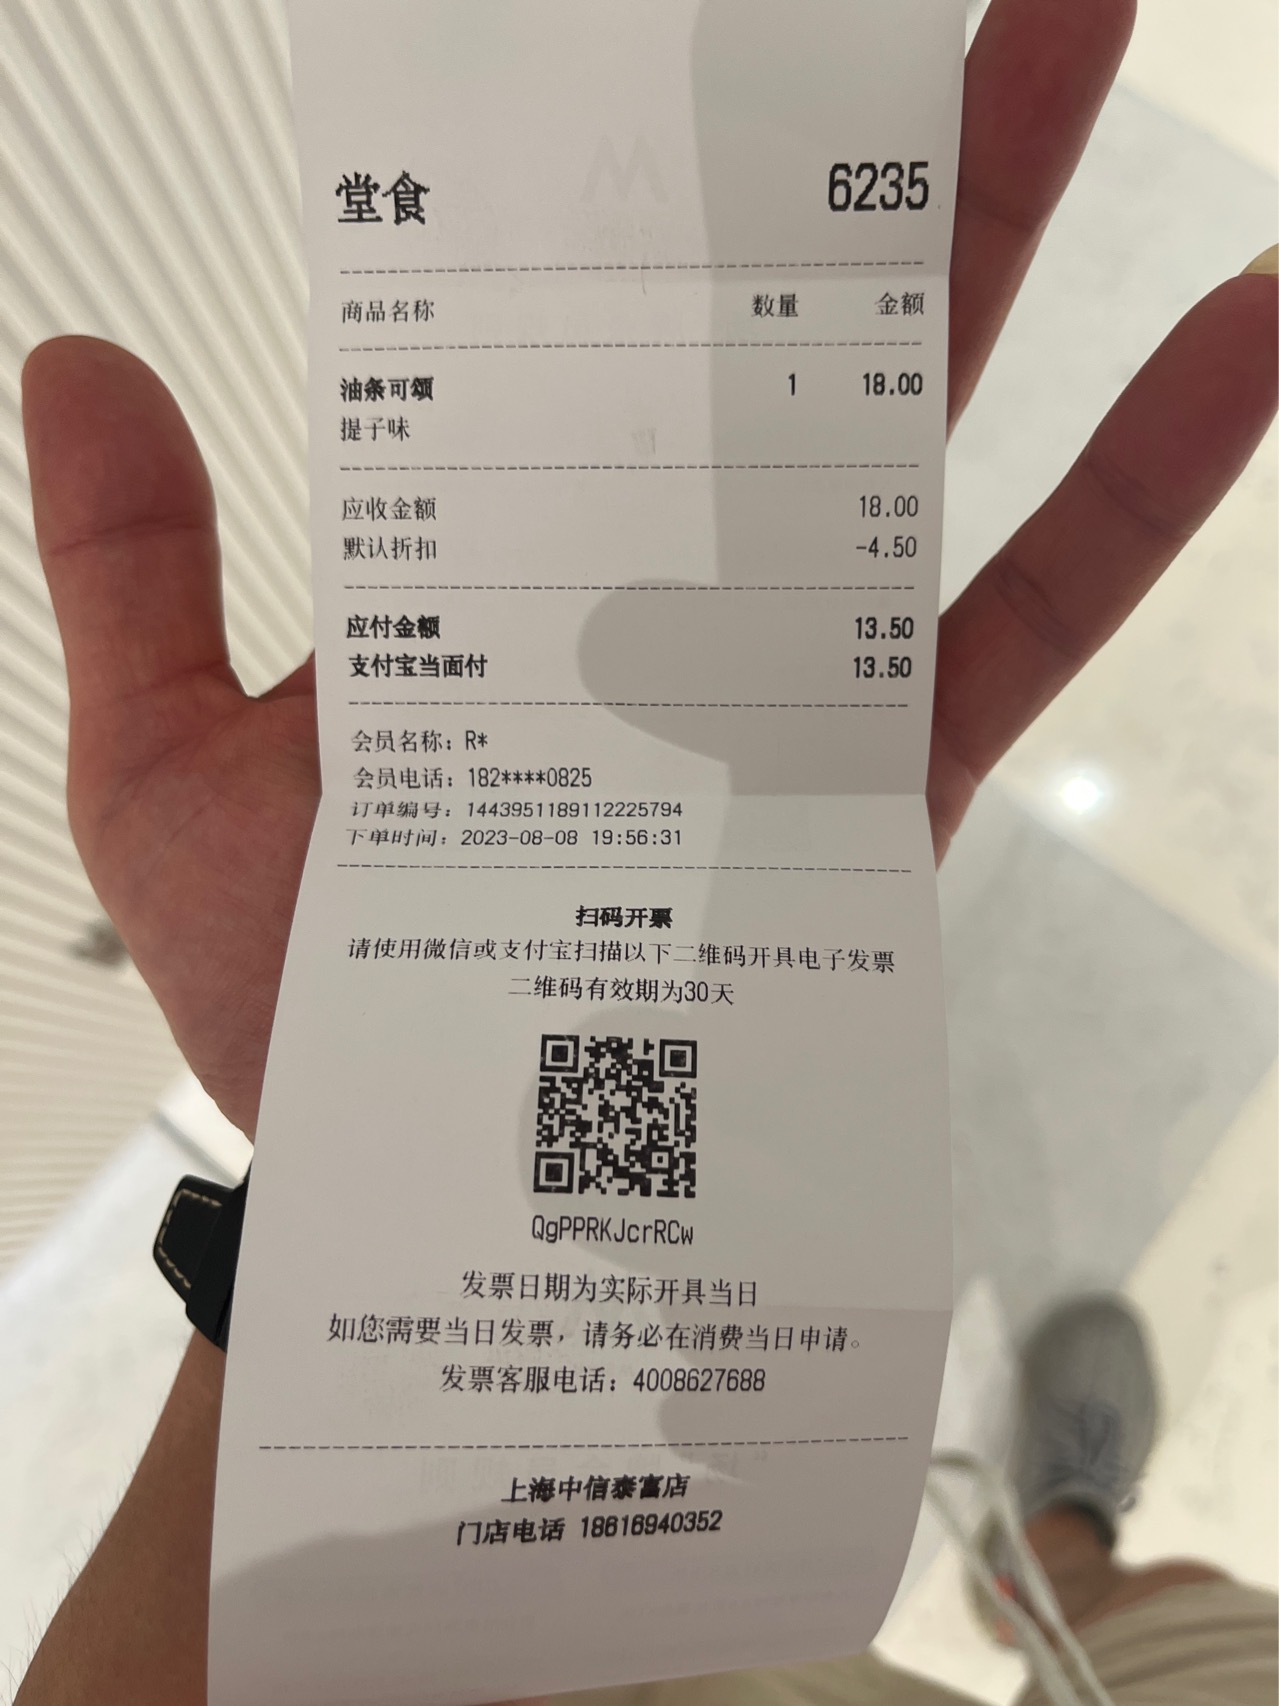 堂食 6235
商品名称 数量 金额
油条可颂 1 18.00
提子味
应收金额 18.00
默认折扣 -4.50
应付金额 13.50
支付宝当面付 13.50
会员名称：R*
会员电话：182****0825
订单编号：1443951189112225794
下单时间：2023-08-08 19:56:31
扫码开票
请使用微信或支付宝扫描以下二维码开具电子发票
二维码有效期为30天
QgPPRKJcrRCw
发票日期为实际开具当日
如您需要当日发票，请务必在消费当日申请。
发票客服电话：4008627688
上海中信泰富店
门店电话 18616940352